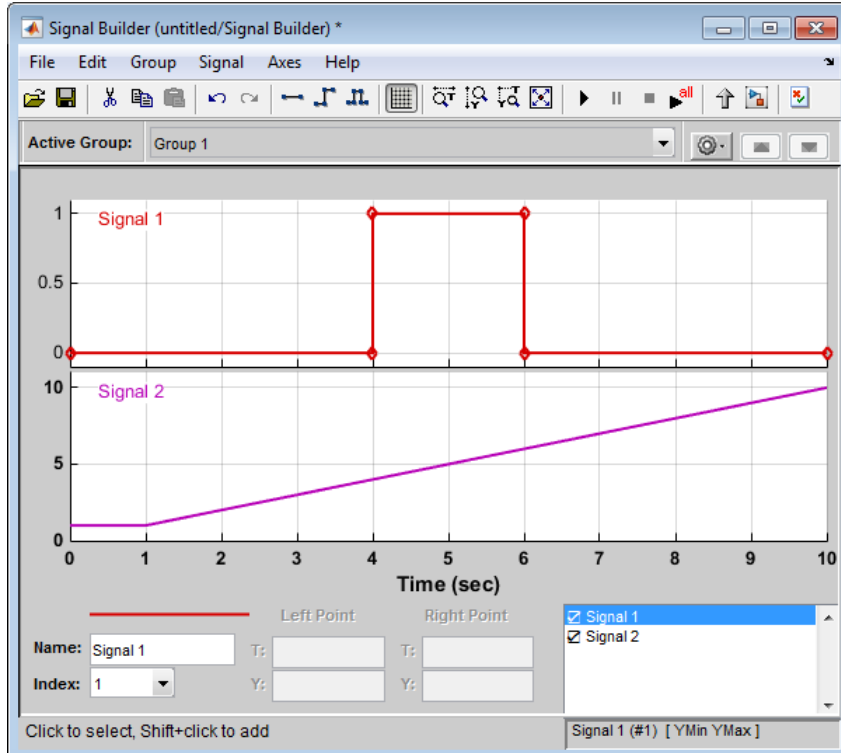 Signal Builder (untitled/Signal Builder) *
File Edit Group Signal Axes Help
all
Active Group: Group 1
1
Signal 1
0.5
0
10
Signal 2
5
0
0 1 2 3 4 5 6 7 8 9 10
Time (sec)
Left Point Right Point
Name: Signal 1 T: T:
Index: 1 Y: Y:
Signal 1
Signal 2
Click to select, Shift+click to add
Signal 1 (#1) [ YMin YMax ]